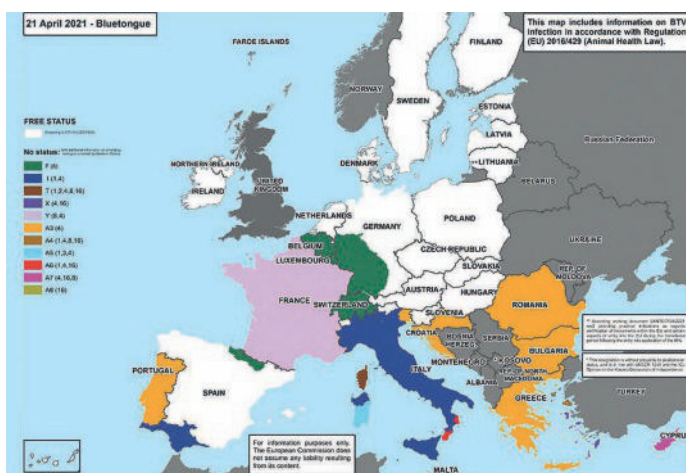 21 April 2021 - Bluetongue
This map includes information on BTV
Infection in accordance with Regulation
(EU) 2016/429 (Animal Health Law).
FAROE ISLANDS
FINLAND
NORWAY
SWEDEN
ESTONIA
Russian Federation
LATVIA
LITHUANIA
DENMARK
NORTHERN IRELAND
IRELAND
UNITED
KINGDOM
BELARUS
NETHERLANDS
GERMANY
POLAND
BELGIUM
LUXEMBOURG
CZECH REPUBLIC
UKRAINE
SLOVAKIA
REP. OF
MOLDOVA
FRANCE
SWITZERLAND
AUSTRIA
HUNGARY
SLOVENIA
ROMANIA
CROATIA
BOSNIA
HERZEG.
SERBIA
MONTENEGRO
KOSOVO
BULGARIA
PORTUGAL
SPAIN
ITALY
REP. OF NORTH
MACEDONIA
ALBANIA
GREECE
TURKEY
CYPRUS
MALTA
FREE STATUS
No status:
F (8)
I (3,4)
T (1,2,4,8,16)
X (4,16)
Y (8,4)
A3 (4)
A4 (1,4,8,16)
A5 (1,3,4)
A6 (1,4,16)
A7 (4,16,8)
A8 (16)
For information purposes only.
The European Commission does
not assume any liability resulting
from its content.